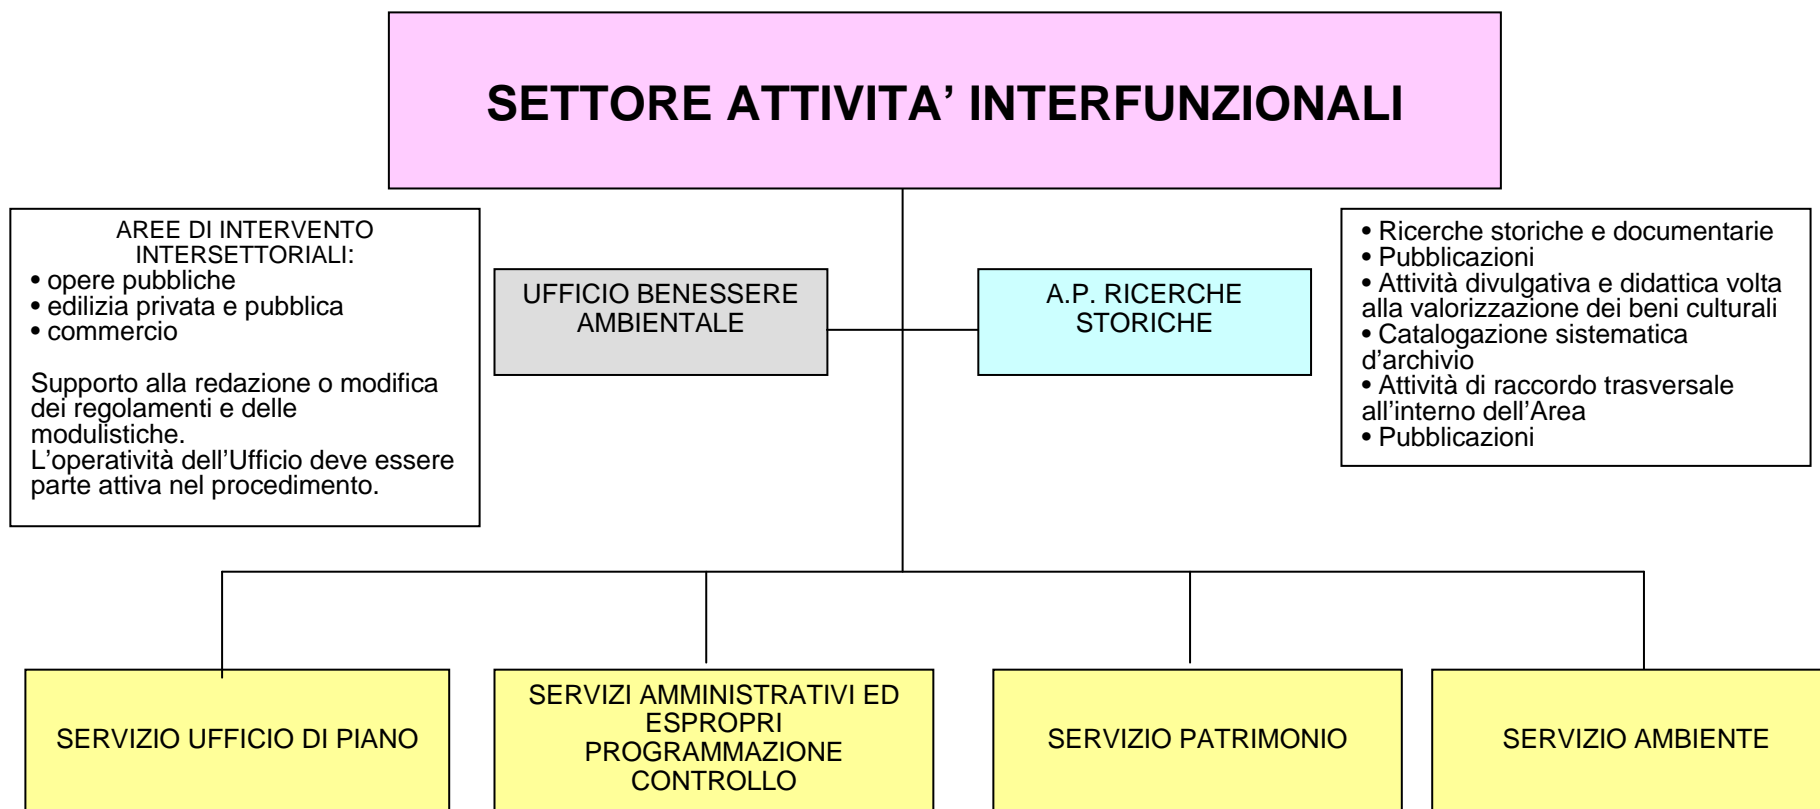 SETTORE ATTIVITA’ INTERFUNZIONALI
AREE DI INTERVENTO
INTERSETTORIALI:
• opere pubbliche
• edilizia privata e pubblica
• commercio
Supporto alla redazione o modifica
dei regolamenti e delle
modulistiche.
L’operatività dell’Ufficio deve essere
parte attiva nel procedimento.
UFFICIO BENESSERE
AMBIENTALE
A.P. RICERCHE
STORICHE
• Ricerche storiche e documentarie
• Pubblicazioni
• Attività divulgativa e didattica volta
alla valorizzazione dei beni culturali
• Catalogazione sistematica
d’archivio
• Attività di raccordo trasversale
all’interno dell’Area
• Pubblicazioni
SERVIZIO UFFICIO DI PIANO
SERVIZI AMMINISTRATIVI ED
ESPROPRI
PROGRAMMAZIONE
CONTROLLO
SERVIZIO PATRIMONIO
SERVIZIO AMBIENTE